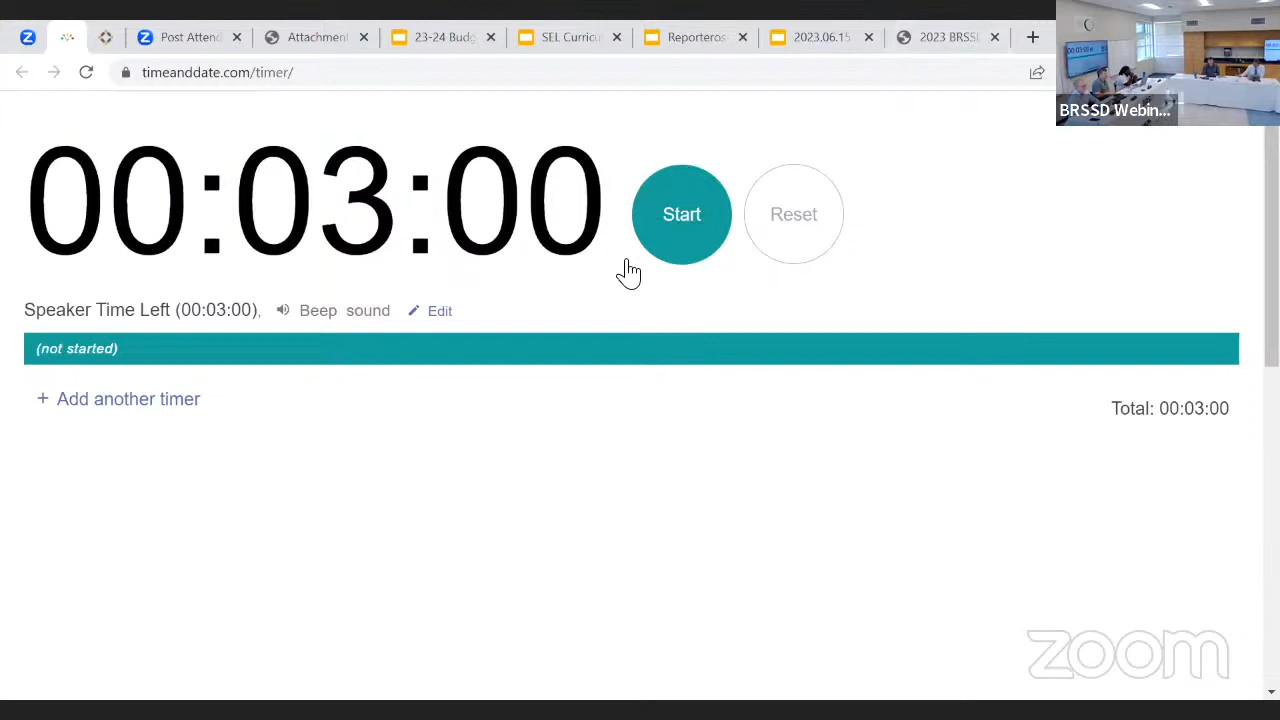 Post Attend
Attachment
23-24 Budg
SEL Curricu
Reporteros
2023.06.15
2023 BRSS
timeanddate.com/timer/
BRSSD Webin...
00:03:00
Start
Reset
Speaker Time Left (00:03:00),
Beep sound
Edit
(not started)
+ Add another timer
Total: 00:03:00
zoom